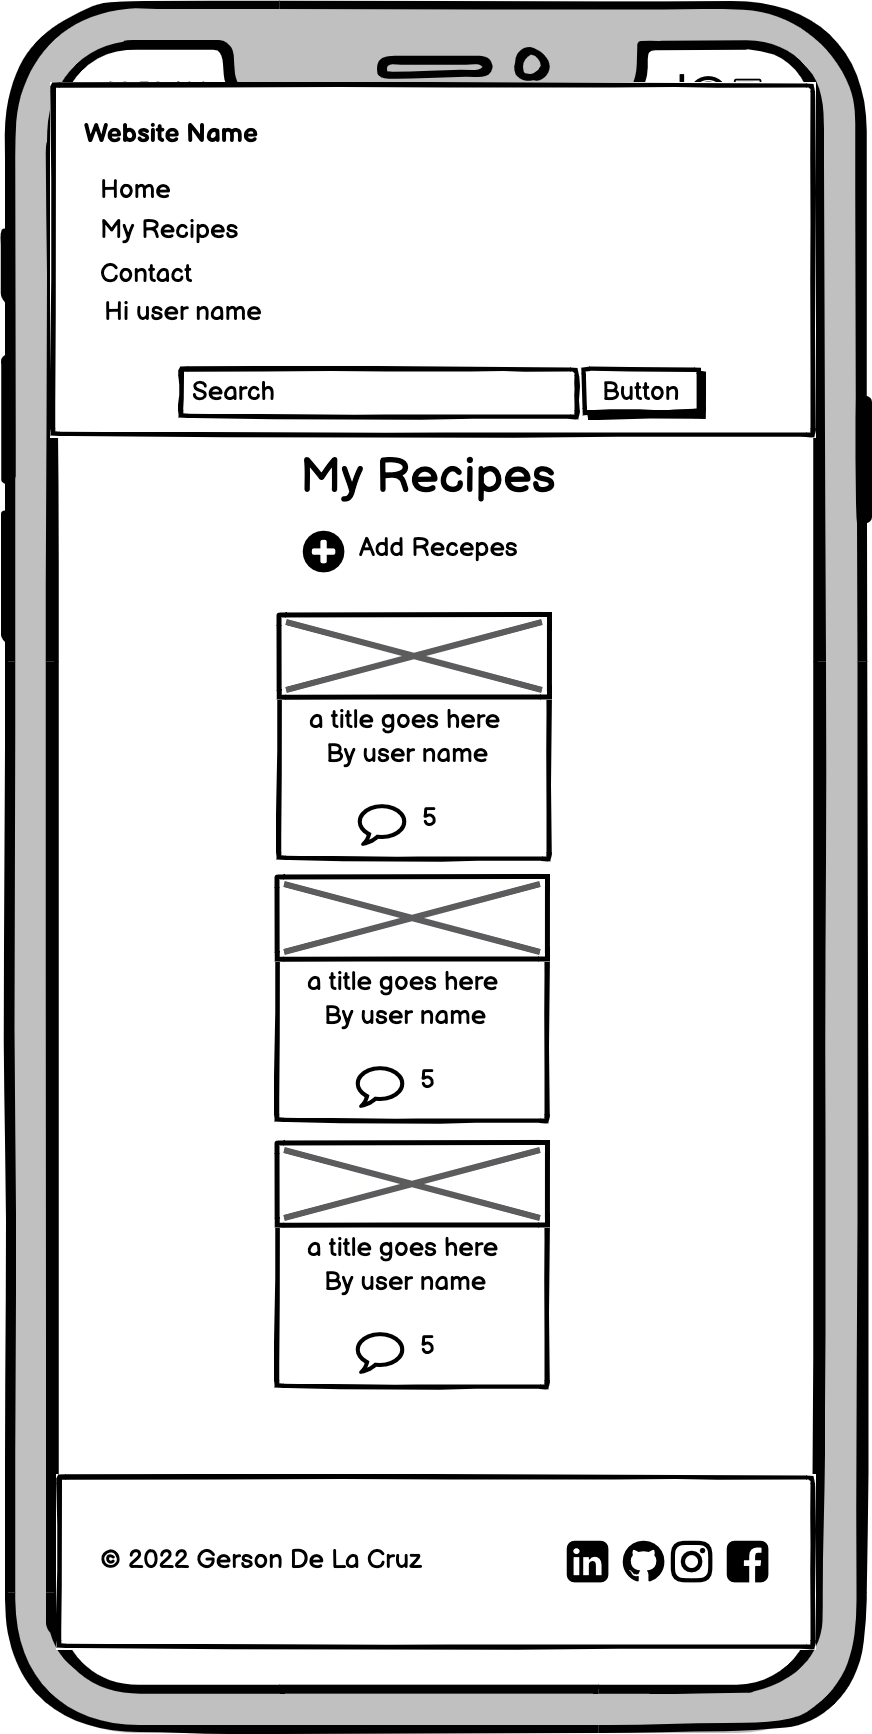 Website Name
Home
My Recipes
Contact
Hi user name
Search
Button
My Recipes
Add Recepes
a title goes here
By user name
5
a title goes here
By user name
5
a title goes here
By user name
5
© 2022 Gerson De La Cruz
in
f